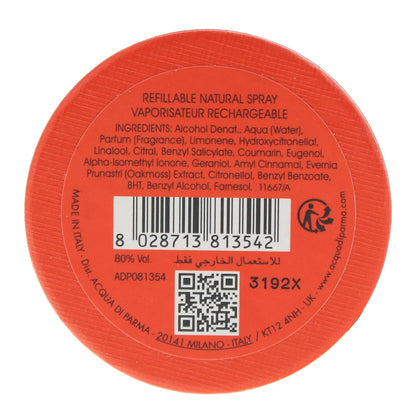 REFILLABLE NATURAL SPRAY
VAPORISATEUR RECHARGEABLE
INGREDIENTS: Alcohol Denat., Aqua (Water),
Parfum (Fragrance), Limonene, Hydroxycitronellal,
Linalool, Citral, Benzyl Salicylate, Coumarin, Eugenol,
Alpha-Isomethyl Ionone, Geraniol, Amyl Cinnamal, Evernia
Prunastri (Oakmoss) Extract, Citronellol, Benzyl Benzoate,
BHT, Benzyl Alcohol, Farnesol. 11667/A
8 028713 813542
80% Vol.
للاستعمال الخارجي فقط.
ADP081354
3192X
MADE IN ITALY - Dist. ACQUA DI PARMA - 20141 MILANO - ITALY / KT12 4NH - UK - www.acquadiparma.com